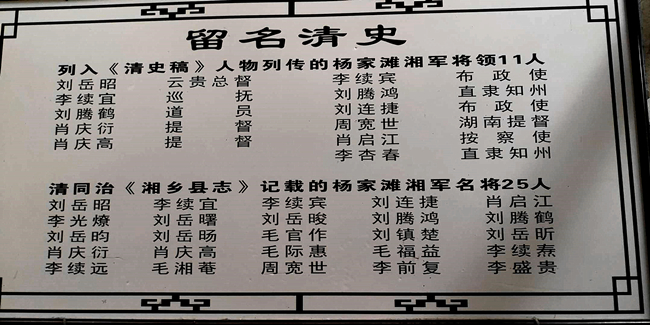 留名清史
列入《清史稿》人物列传的杨家滩湘军将领11人
刘岳昭 云贵总督 李续宾 布政使
李续宜 巡抚 刘腾鸿 直隶知州
刘腾鹤 道员 刘连捷 布政使
肖庆衍 提督 周宽世 湖南提督
肖庆高 提督 肖启江 按察使
李杏春 直隶知州
清同治《湘乡县志》记载的杨家滩湘军名将25人
刘岳昭 李续宜 李续宾 刘连捷 肖启江
李光燎 刘岳曙 刘岳晙 刘腾鸿 刘腾鹤
刘岳昀 刘岳旸 毛官作 刘镇楚 刘岳昕
肖庆衍 肖庆高 毛际惠 毛福益 李续焘
李续远 毛湘菴 周宽世 李前复 李盛贵